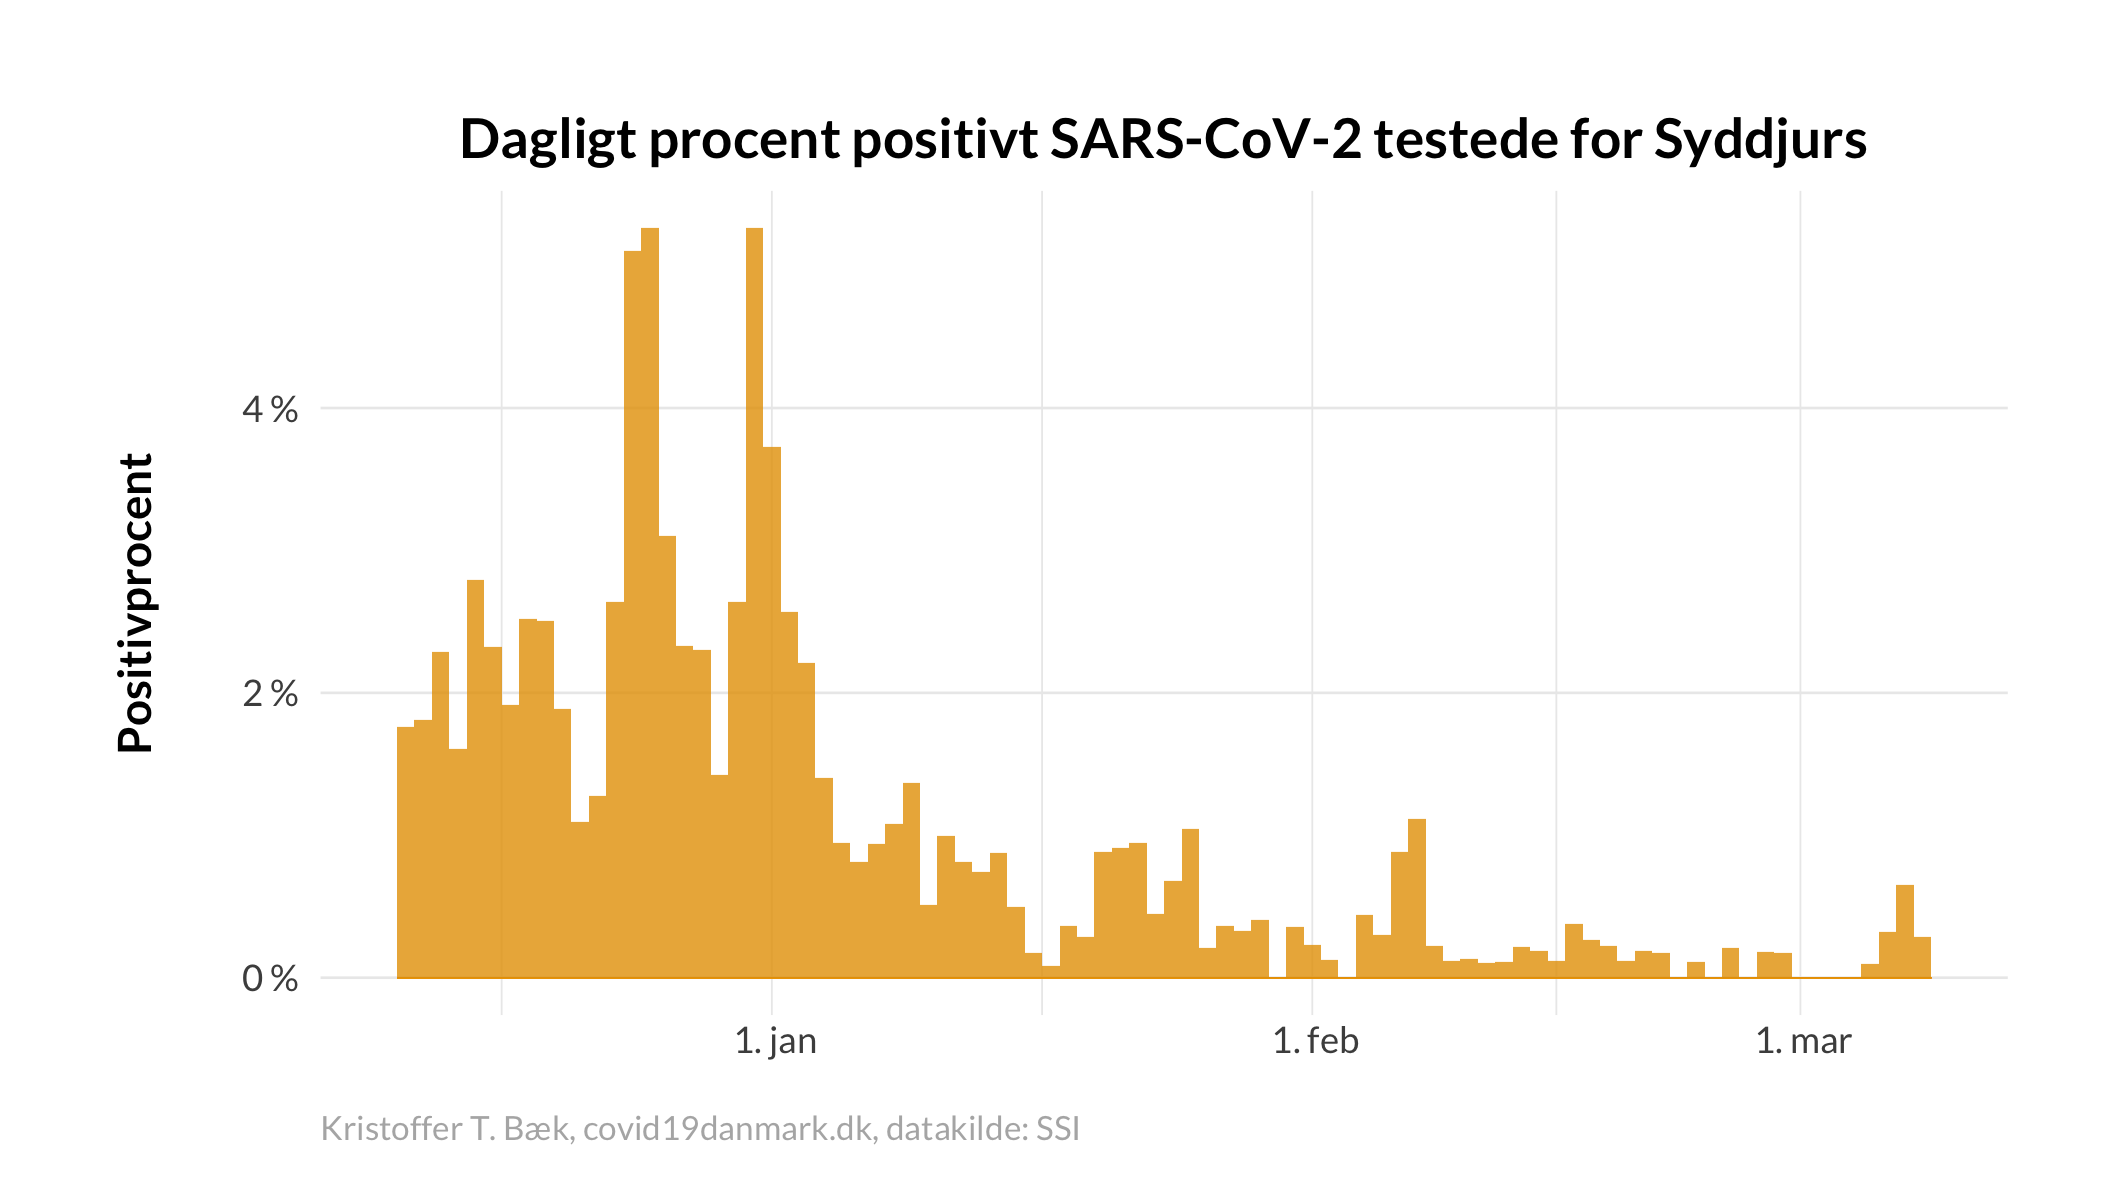 Dagligt procent positivt SARS-CoV-2 testede for Syddjurs
Positivprocent
4 %
2 %
0 %
1. jan
1. feb
1. mar
Kristoffer T. Bæk, covid19danmark.dk, datakilde: SSI